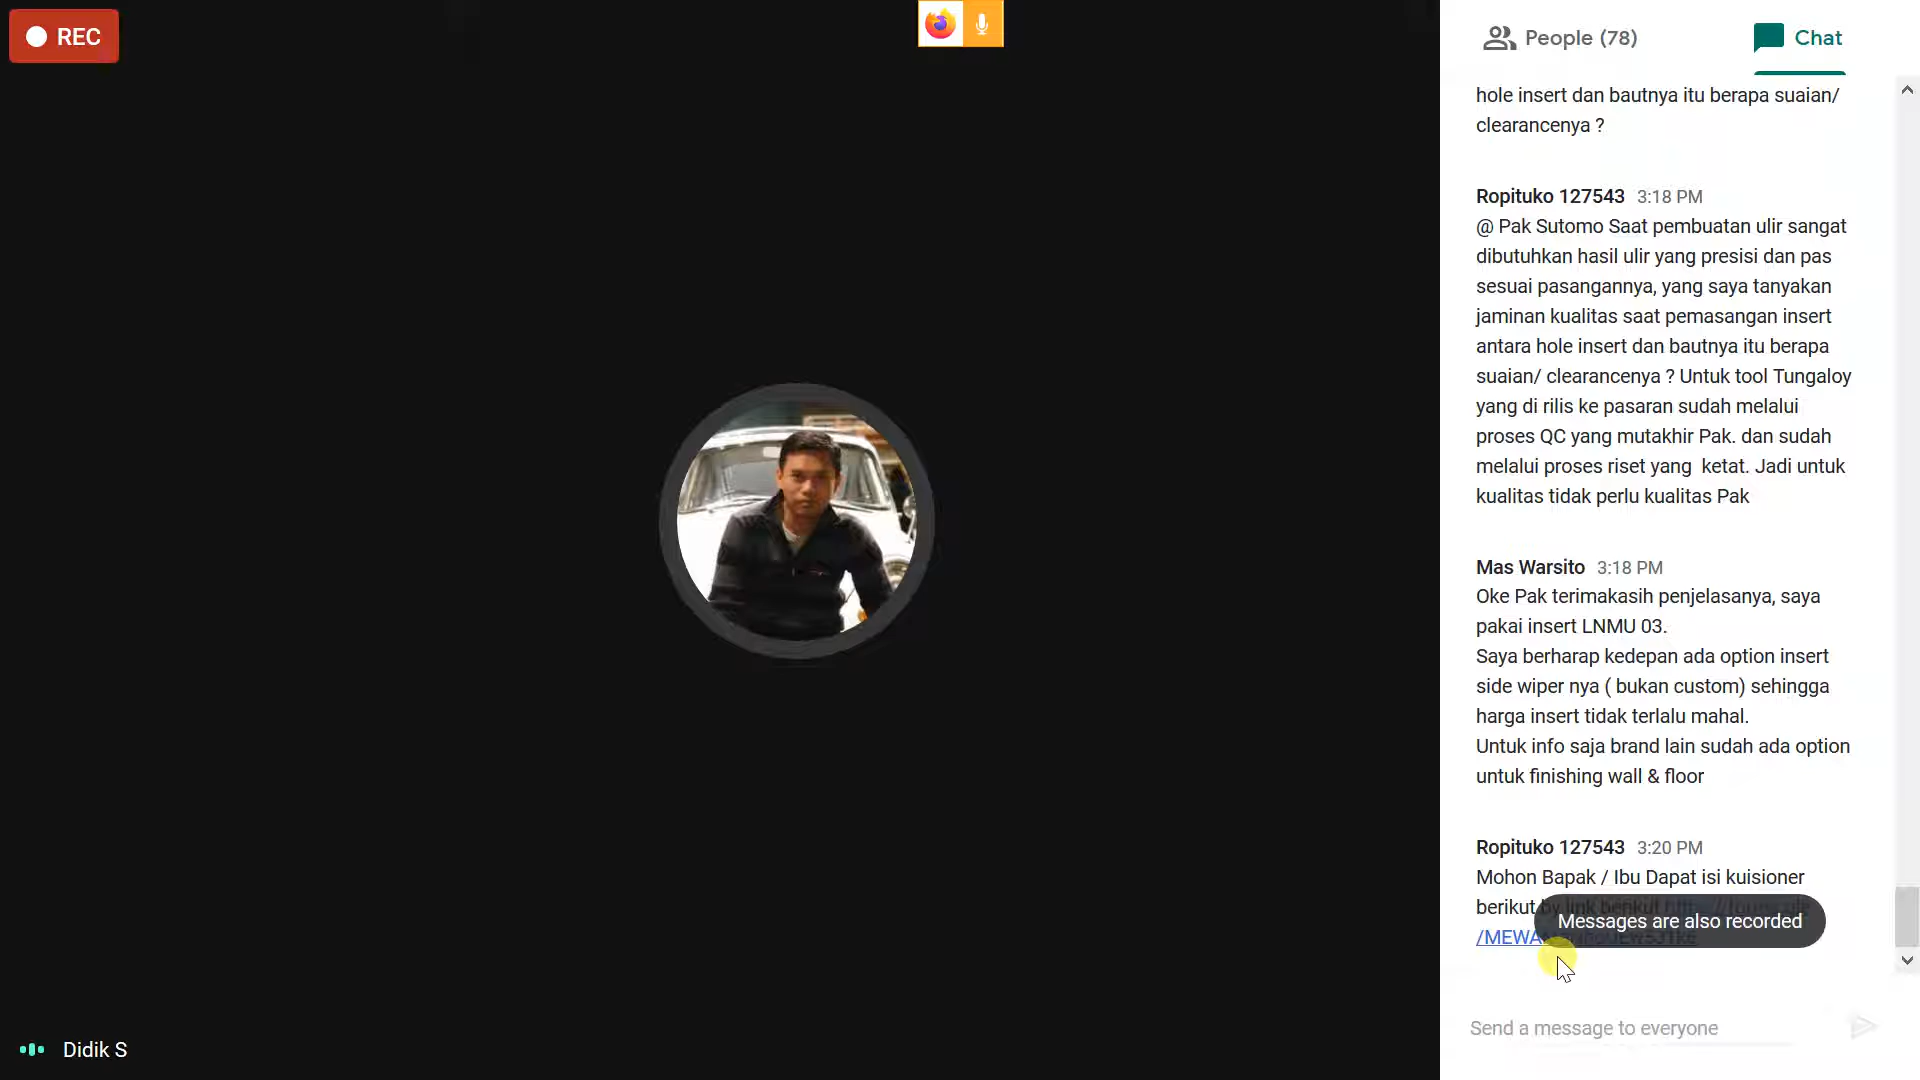 REC
People (78)
Chat
hole insert dan bautnya itu berapa suaian/
clearancenya ?
Ropituko 127543 3:18 PM
@ Pak Sutomo Saat pembuatan ulir sangat
dibutuhkan hasil ulir yang presisi dan pas
sesuai pasangannya, yang saya tanyakan
jaminan kualitas saat pemasangan insert
antara hole insert dan bautnya itu berapa
suaian/ clearancenya ? Untuk tool Tungaloy
yang di rilis ke pasaran sudah melalui
proses QC yang mutakhir Pak. dan sudah
melalui proses riset yang  ketat. Jadi untuk
kualitas tidak perlu kualitas Pak
Mas Warsito 3:18 PM
Oke Pak terimakasih penjelasanya, saya
pakai insert LNMU 03.
Saya berharap kedepan ada option insert
side wiper nya ( bukan custom) sehingga
harga insert tidak terlalu mahal.
Untuk info saja brand lain sudah ada option
untuk finishing wall & floor
Ropituko 127543 3:20 PM
Mohon Bapak / Ibu Dapat isi kuisioner
berikut by link berikut
Messages are also recorded
Send a message to everyone
Didik S